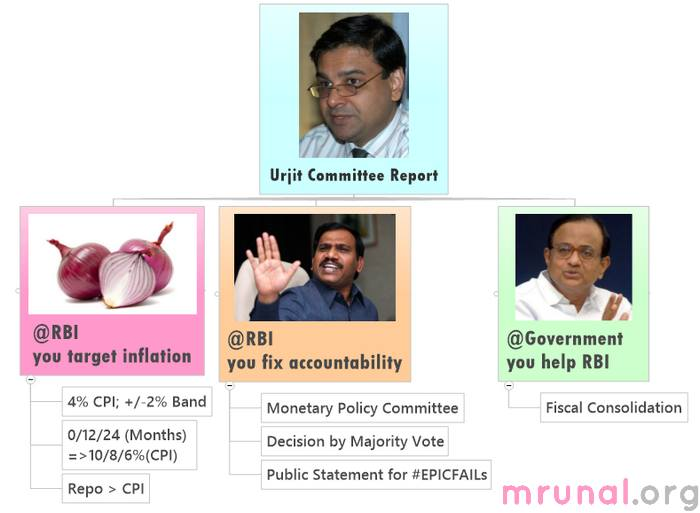 Urjit Committee Report
@RBI
you target inflation
4% CPI; +/-2% Band
0/12/24 (Months)
=>10/8/6%(CPI)
Repo > CPI
@RBI
you fix accountability
Monetary Policy Committee
Decision by Majority Vote
Public Statement for #EPICFAILs
@Government
you help RBI
Fiscal Consolidation
mrunal.org